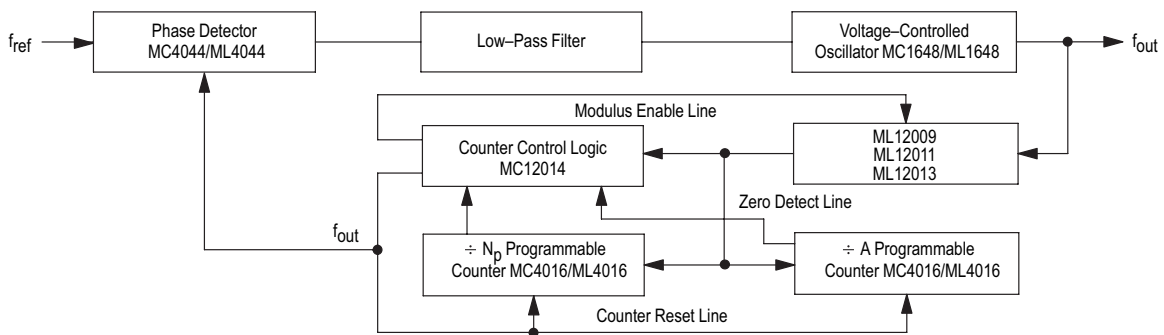 f_ref
Phase Detector
MC4044/ML4044
Low–Pass Filter
Voltage–Controlled
Oscillator MC1648/ML1648
f_out
Modulus Enable Line
Counter Control Logic
MC12014
ML12009
ML12011
ML12013
Zero Detect Line
f_out
÷ N_p Programmable
Counter MC4016/ML4016
÷ A Programmable
Counter MC4016/ML4016
Counter Reset Line